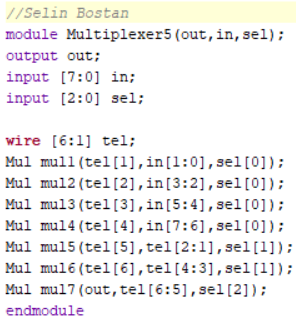 //Selin Bostan
module Multiplexer5(out,in,sel);
output out;
input [7:0] in;
input [2:0] sel;
wire [6:1] tel;
Mul mul1(tel[1],in[1:0],sel[0]);
Mul mul2(tel[2],in[3:2],sel[0]);
Mul mul3(tel[3],in[5:4],sel[0]);
Mul mul4(tel[4],in[7:6],sel[0]);
Mul mul5(tel[5],tel[2:1],sel[1]);
Mul mul6(tel[6],tel[4:3],sel[1]);
Mul mul7(out,tel[6:5],sel[2]);
endmodule